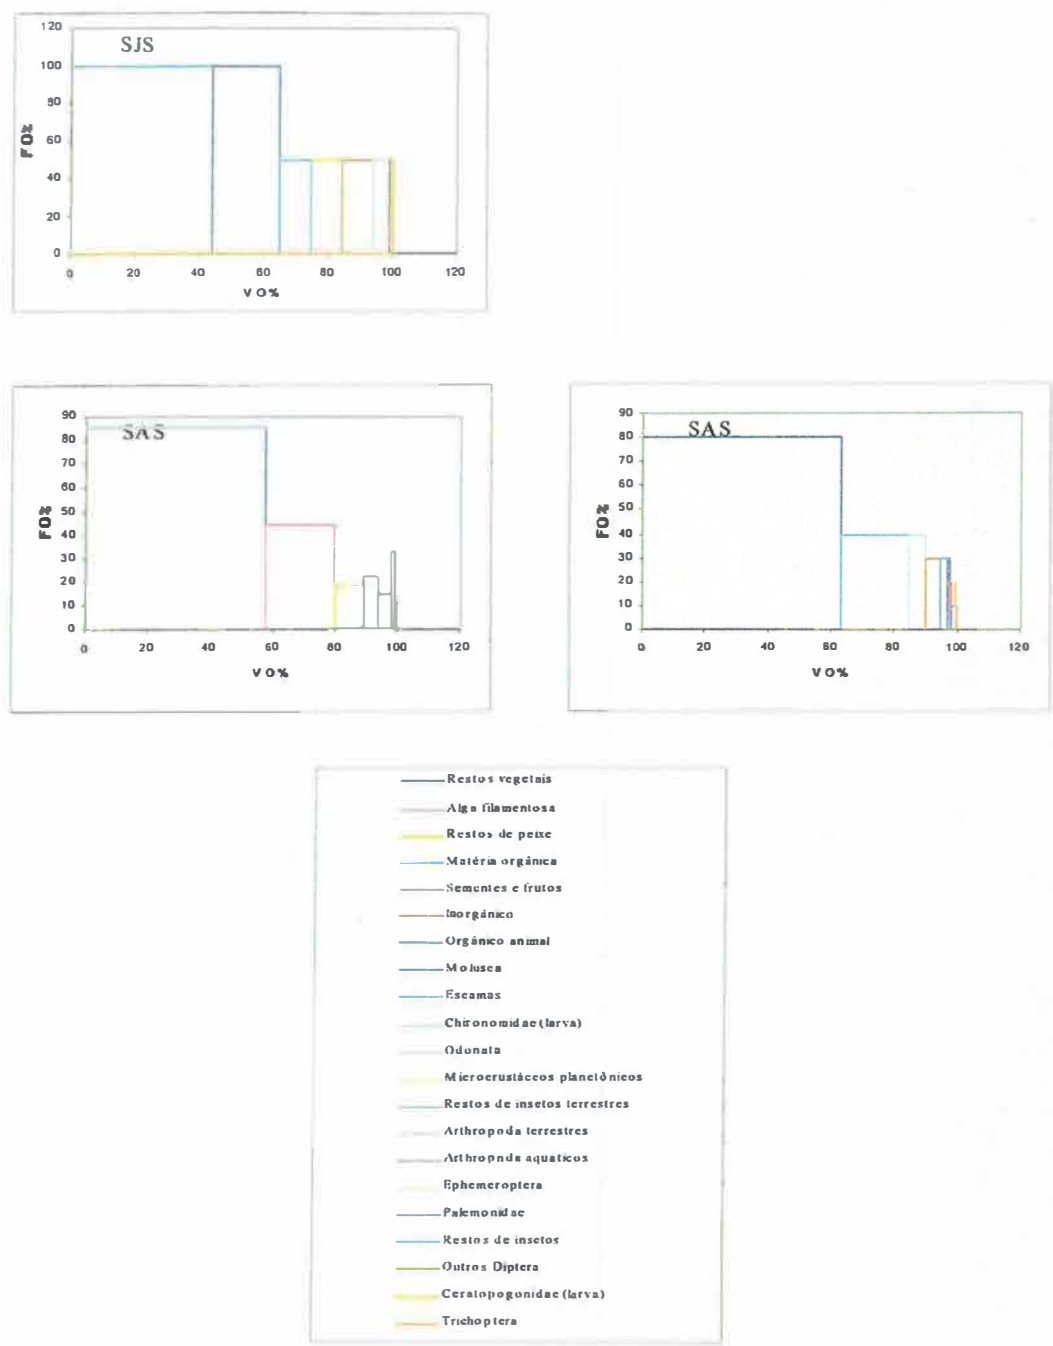 SJS
120
100
80
60
40
20
0
FO%
0 20 40 60 80 100 120
VO%
SAS
90
80
70
60
50
40
30
20
10
0
FO%
0 20 40 60 80 100 120
VO%
SAS
90
80
70
60
50
40
30
20
10
0
FO%
0 20 40 60 80 100 120
VO%
Restos vegetais
Alga filamentosa
Restos de peixe
Matéria orgânica
Sementes e frutos
Inorgânico
Orgânico animal
Molusca
Escamas
Chironomidae (larva)
Odonata
Microcrustáceos planctônicos
Restos de insetos terrestres
Arthropoda terrestres
Arthropoda aquaticos
Ephemeroptera
Palemonidae
Restos de insetos
Outros Diptera
Ceratopogonidae (larva)
Trichoptera